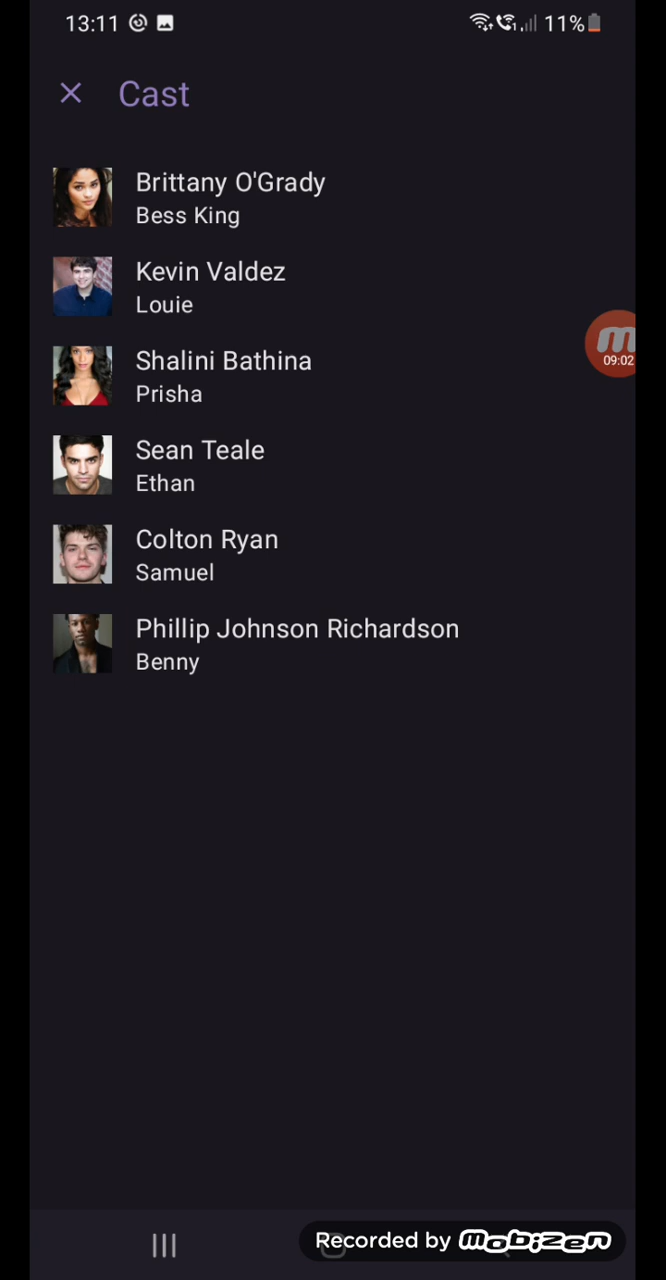 13:11 11%
Cast
Brittany O'Grady
Bess King
Kevin Valdez
Louie
09:02
Shalini Bathina
Prisha
Sean Teale
Ethan
Colton Ryan
Samuel
Phillip Johnson Richardson
Benny
Recorded by mobizen